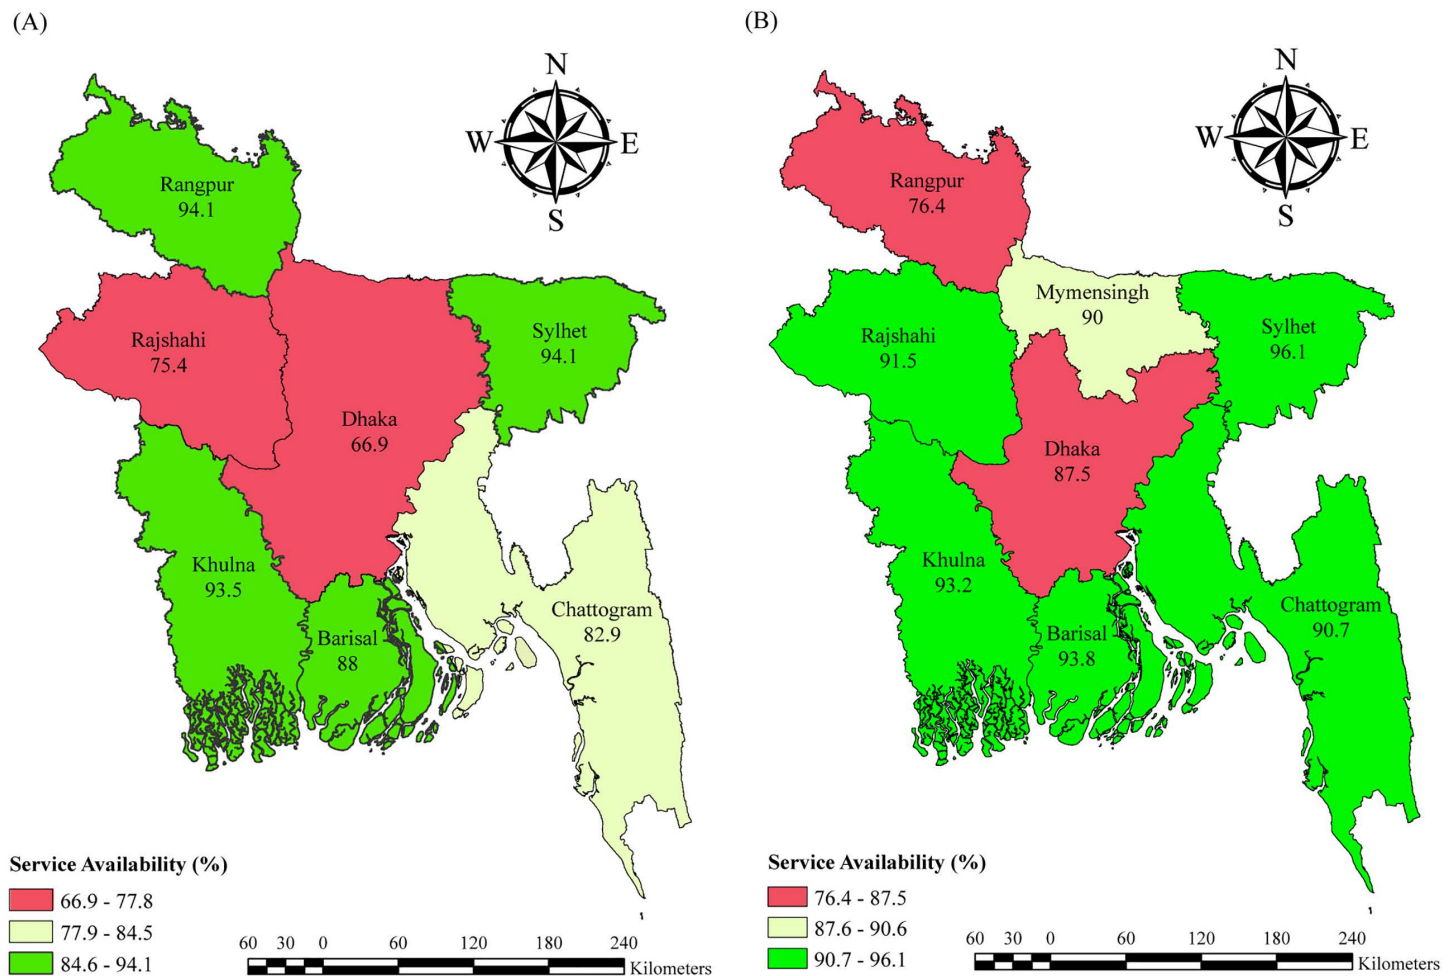 (A)
N
W
E
S
Rangpur
94.1
Rajshahi
75.4
Sylhet
94.1
Dhaka
66.9
Khulna
93.5
Barisal
88
Chattogram
82.9
Service Availability (%)
66.9 - 77.8
77.9 - 84.5
84.6 - 94.1
60 30 0 60 120 180 240
Kilometers
(B)
N
W
E
S
Rangpur
76.4
Mymensingh
90
Rajshahi
91.5
Sylhet
96.1
Dhaka
87.5
Khulna
93.2
Barisal
93.8
Chattogram
90.7
Service Availability (%)
76.4 - 87.5
87.6 - 90.6
90.7 - 96.1
60 30 0 60 120 180 240
Kilometers